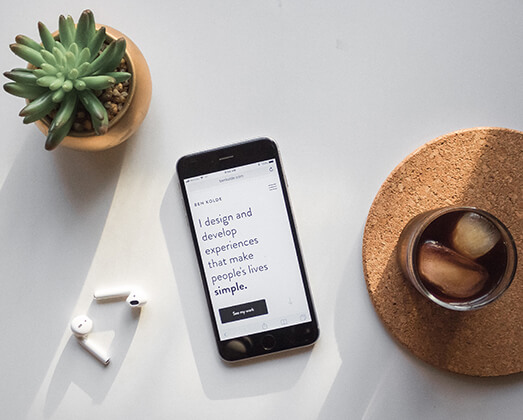 BEN KOLDE
I design and
develop
experiences
that make
people's lives
simple.
See my work